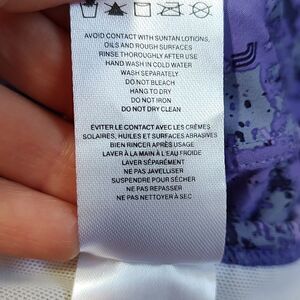 AVOID CONTACT WITH SUNTAN LOTIONS,
OILS AND ROUGH SURFACES
RINSE THOROUGHLY AFTER USE
HAND WASH IN COLD WATER
WASH SEPARATELY
DO NOT BLEACH
HANG TO DRY
DO NOT IRON
DO NOT DRY CLEAN
ÉVITER LE CONTACT AVEC LES CRÈMES
SOLAIRES, HUILES ET SURFACES ABRASIVES
BIEN RINCER APRÈS USAGE
LAVER À LA MAIN À L'EAU FROIDE
LAVER SÉPARÉMENT
NE PAS JAVELLISER
SUSPENDRE POUR SÉCHER
NE PAS REPASSER
NE PAS NETTOYER À SEC